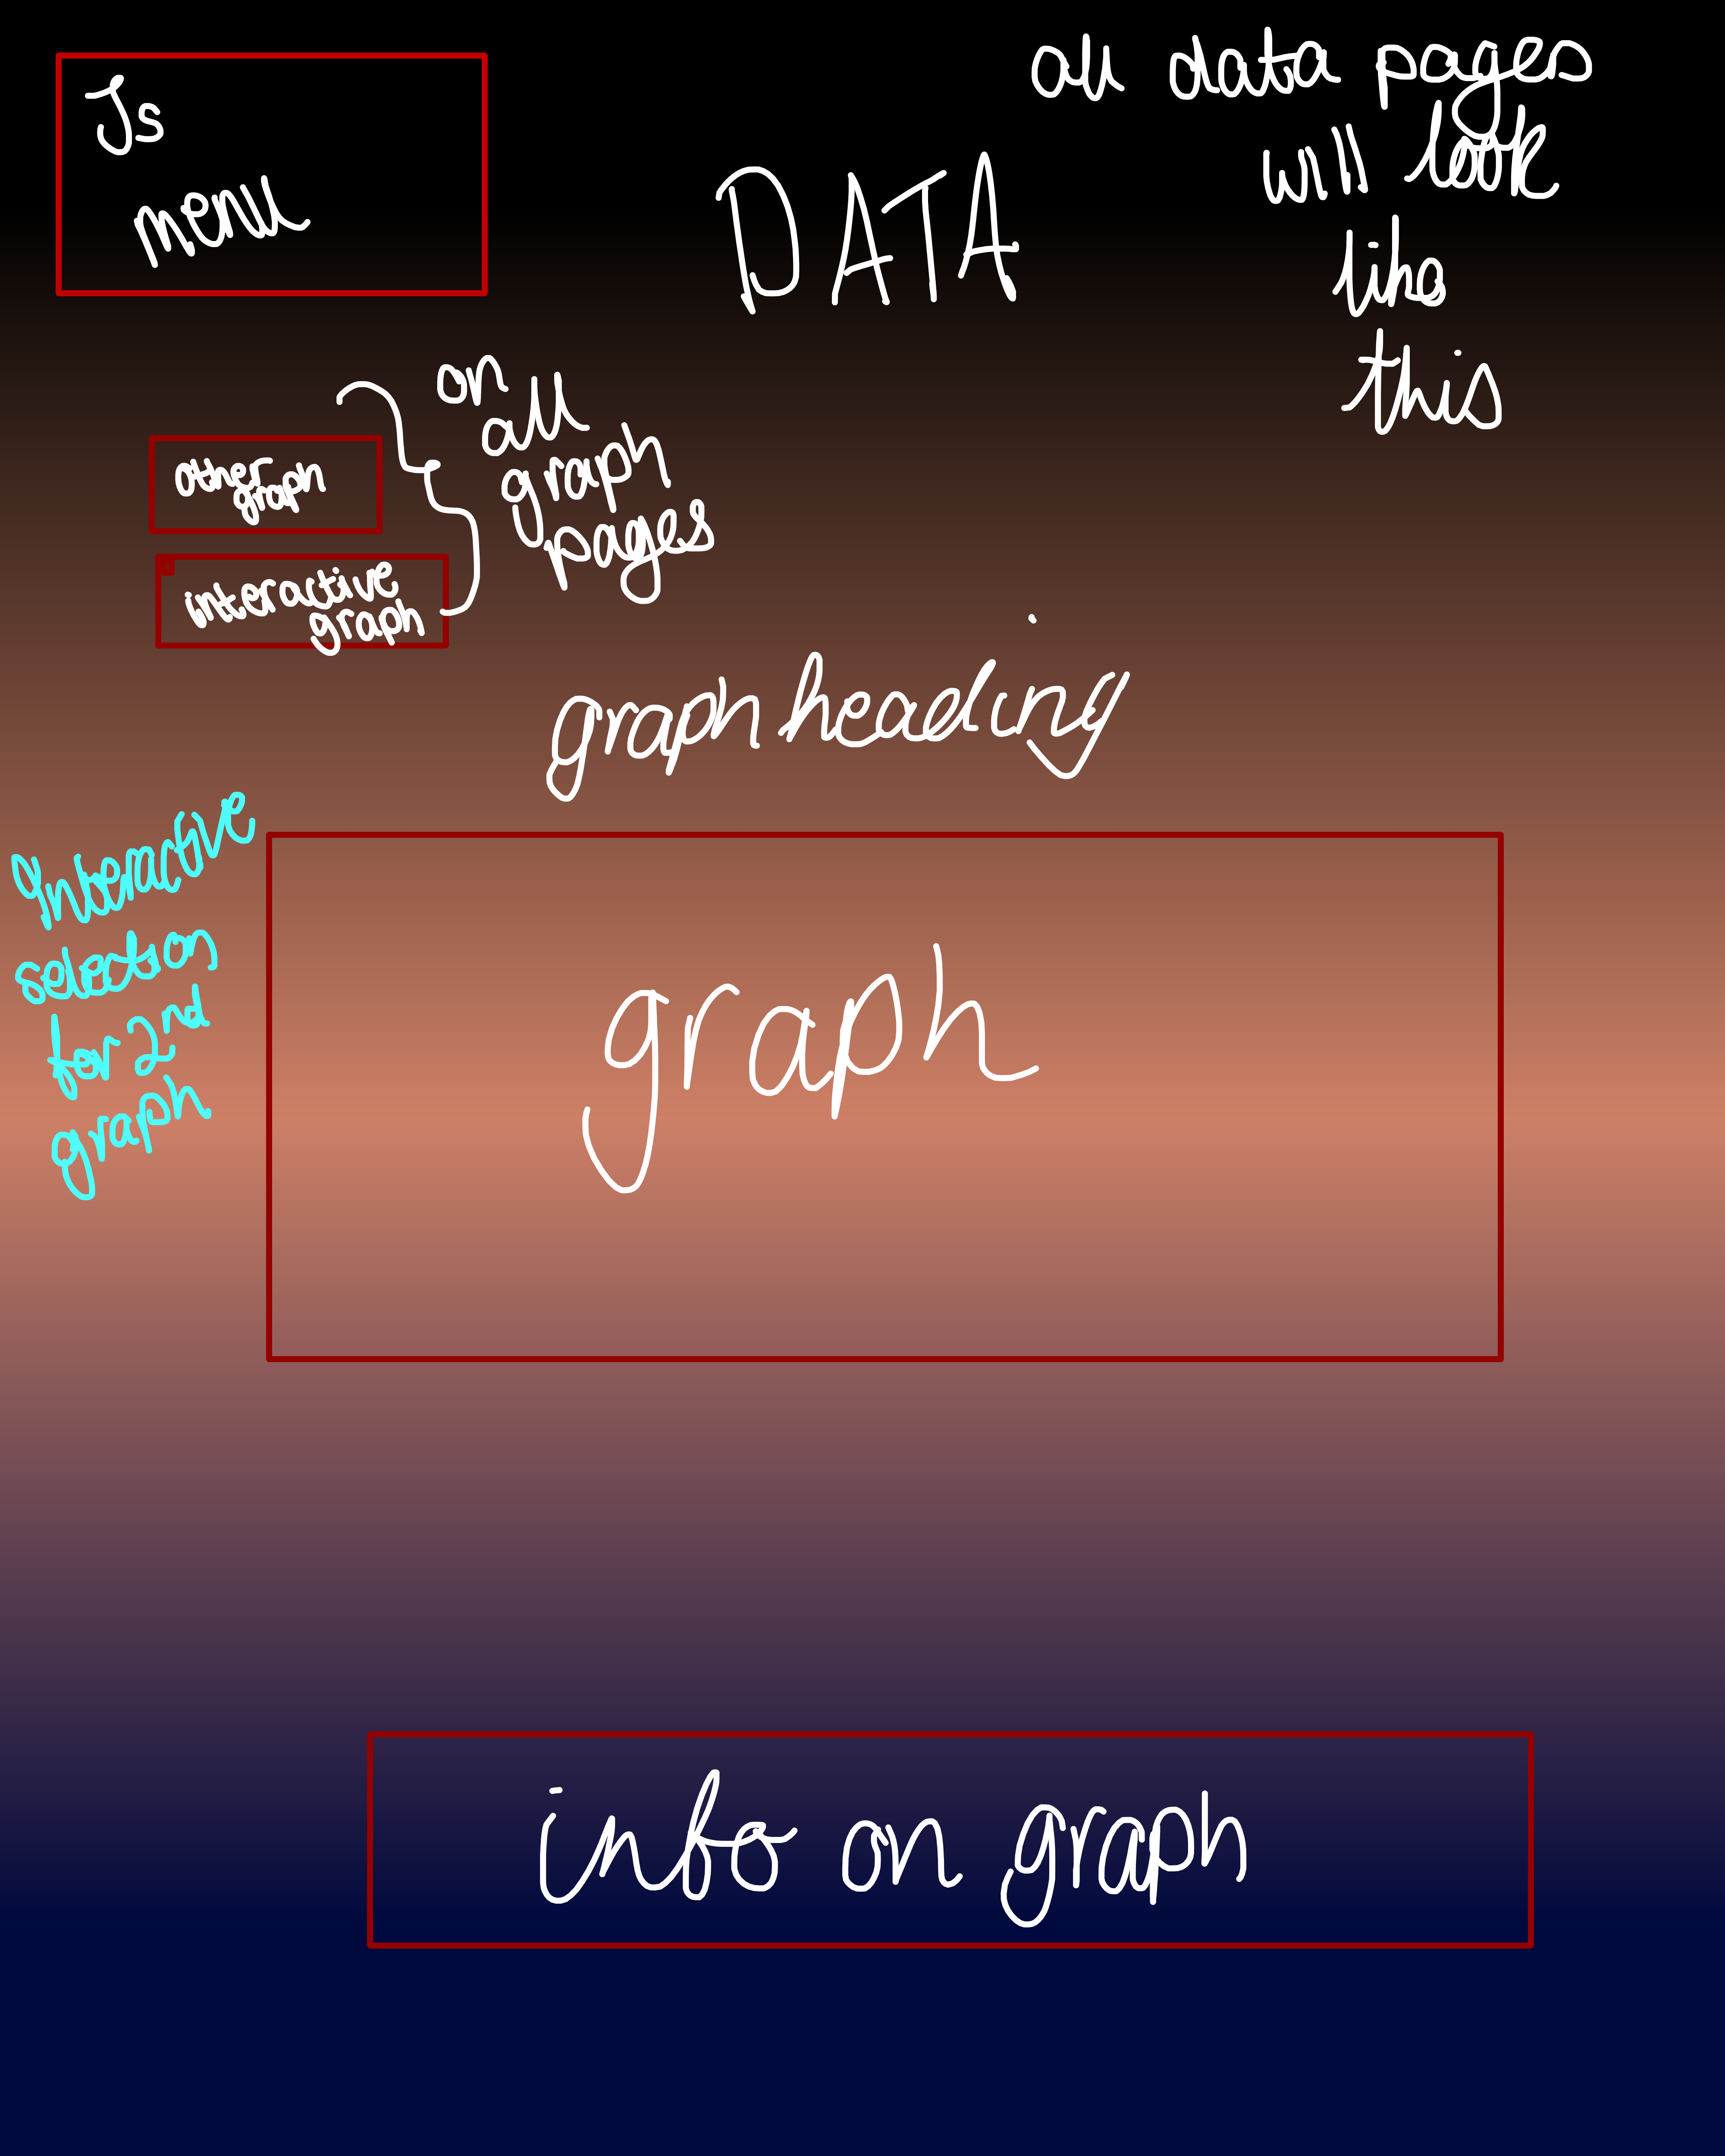 Js
menu
DATA
all data pages
will look
like
this
on
all
graph
pages
other
graph
interactive
graph
graph heading
Interactive
selection
for 2nd
graph
graph
info on graph